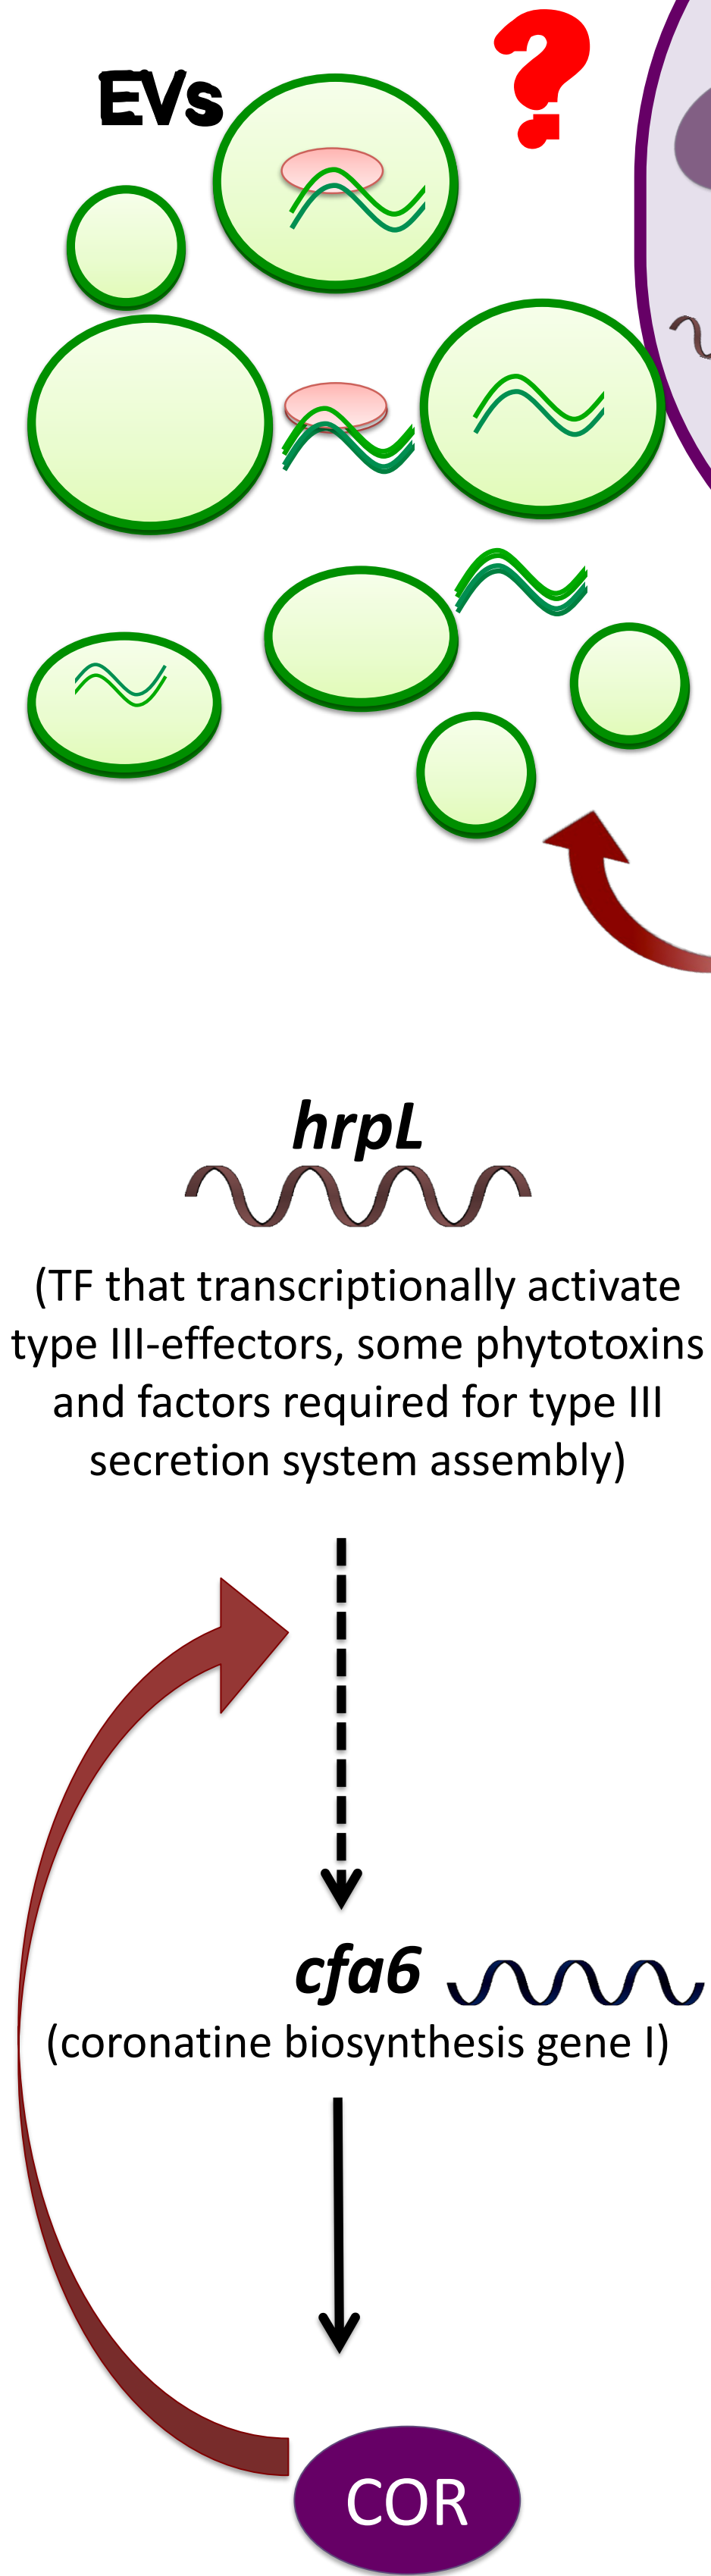 EVs
?
hrpL
(TF that transcriptionally activate
type III-effectors, some phytotoxins
and factors required for type III
secretion system assembly)
cfa6
(coronatine biosynthesis gene I)
COR